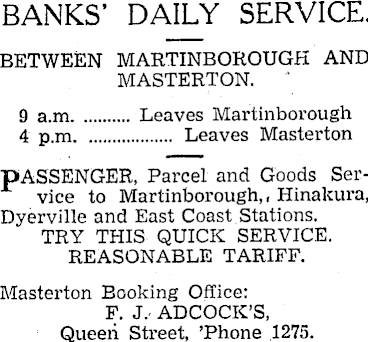 BANKS' DAILY SERVICE.
BETWEEN MARTINBOROUGH AND
MASTERTON.
9 a.m. .......... Leaves Martinborough
4 p.m. .................. Leaves Masterton
PASSENGER, Parcel and Goods Ser-
vice to Martinborough,, Hinakura,
Dyerville and East Coast Stations.
TRY THIS QUICK SERVICE.
REASONABLE TARIFF.
Masterton Booking Office:
F. J. ADCOCK'S,
Queen Street, 'Phone 1275.